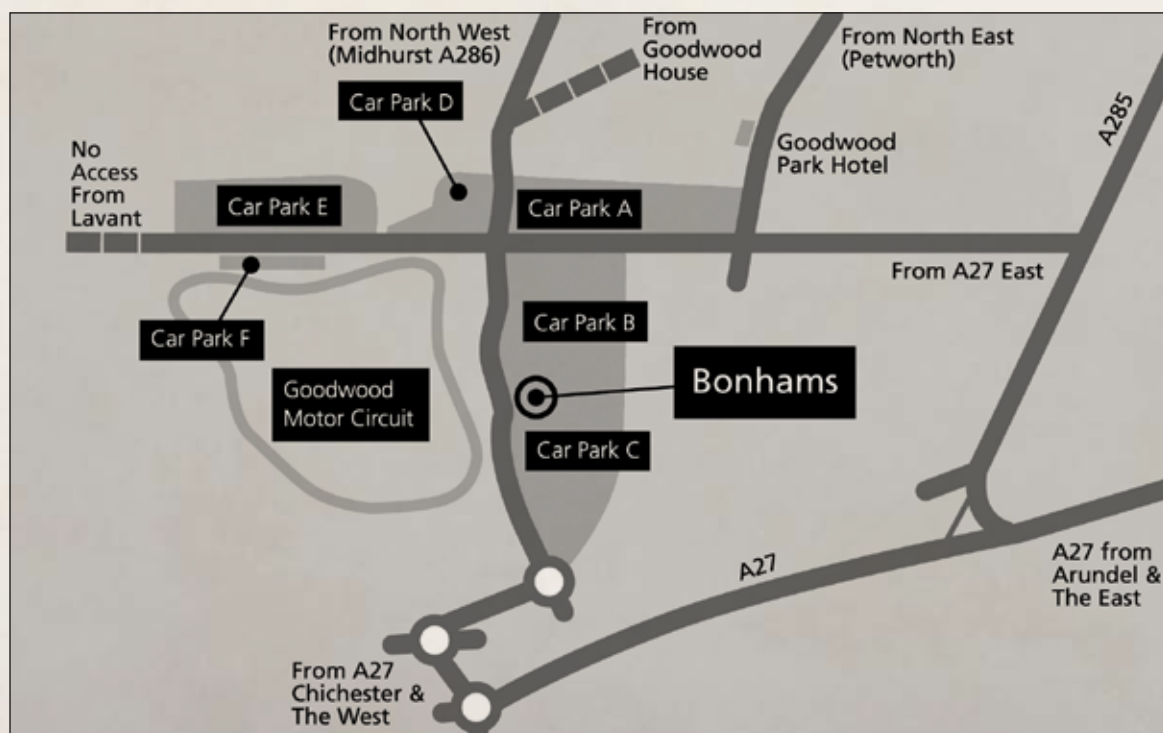 From North West
(Midhurst A286)
From
Goodwood
House
From North East
(Petworth)
Car Park D
A285
No
Access
From
Lavant
Goodwood
Park Hotel
Car Park E
Car Park A
From A27 East
Car Park F
Car Park B
Goodwood
Motor Circuit
Bonhams
Car Park C
A27
A27 from
Arundel &
The East
From A27
Chichester &
The West